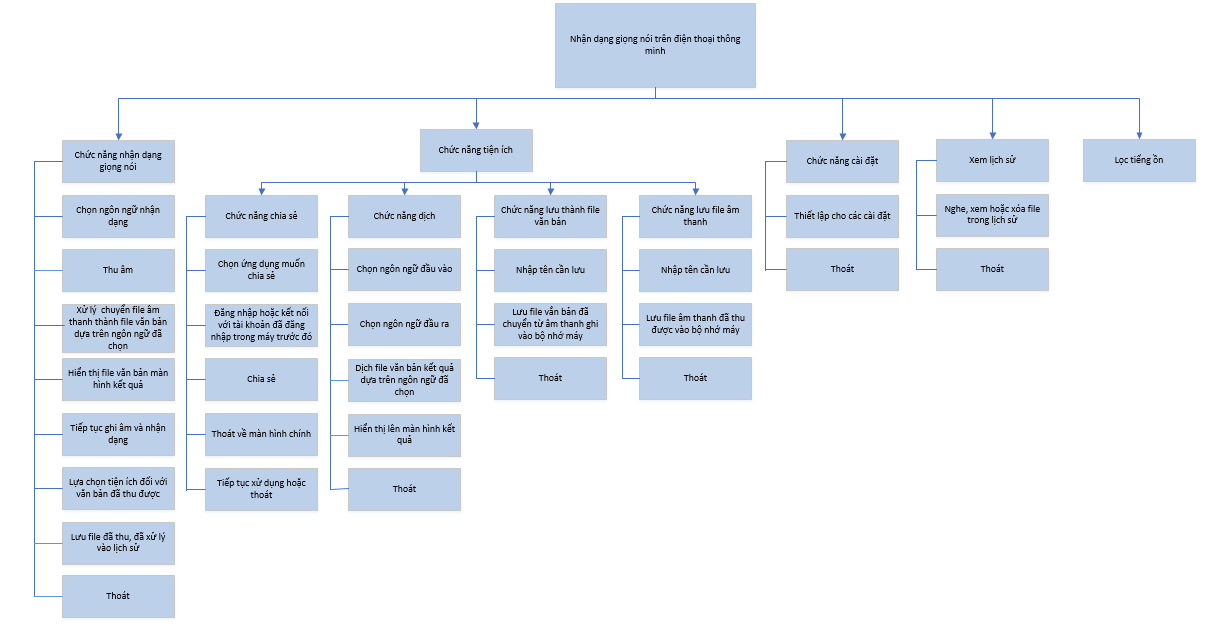 Nhận dạng giọng nói trên điện thoại thông
minh
Chức năng nhận dạng
giọng nói
Chọn ngôn ngữ nhận
dạng
Thu âm
Xử lý chuyển file âm
thanh thành file văn bản
dựa trên ngôn ngữ đã
chọn
Hiển thị file văn bản màn
hình kết quả
Tiếp tục ghi âm và nhận
dạng
Lựa chọn tiện ích đối với
văn bản đã thu được
Lưu file đã thu, đã xử lý
vào lịch sử
Thoát
Chức năng tiện ích
Chức năng chia sẻ
Chọn ứng dụng muốn
chia sẻ
Đăng nhập hoặc kết nối
với tài khoản đã đăng
nhập trong máy trước đó
Chia sẻ
Thoát về màn hình chính
Tiếp tục xử dụng hoặc
thoát
Chức năng dịch
Chọn ngôn ngữ đầu vào
Chọn ngôn ngữ đầu ra
Dịch file văn bản kết quả
dựa trên ngôn ngữ đã
chọn
Hiển thị lên màn hình kết
quả
Thoát
Chức năng lưu thành file
văn bản
Nhập tên cần lưu
Lưu file vắn bản đã
chuyển từ âm thanh ghi
vào bộ nhớ máy
Thoát
Chức năng lưu file âm
thanh
Nhập tên cần lưu
Lưu file âm thanh đã thu
được vào bộ nhớ máy
Thoát
Chức năng cài đặt
Thiết lập cho các cài đặt
Thoát
Xem lịch sử
Nghe, xem hoặc xóa file
trong lịch sử
Thoát
Lọc tiếng ồn